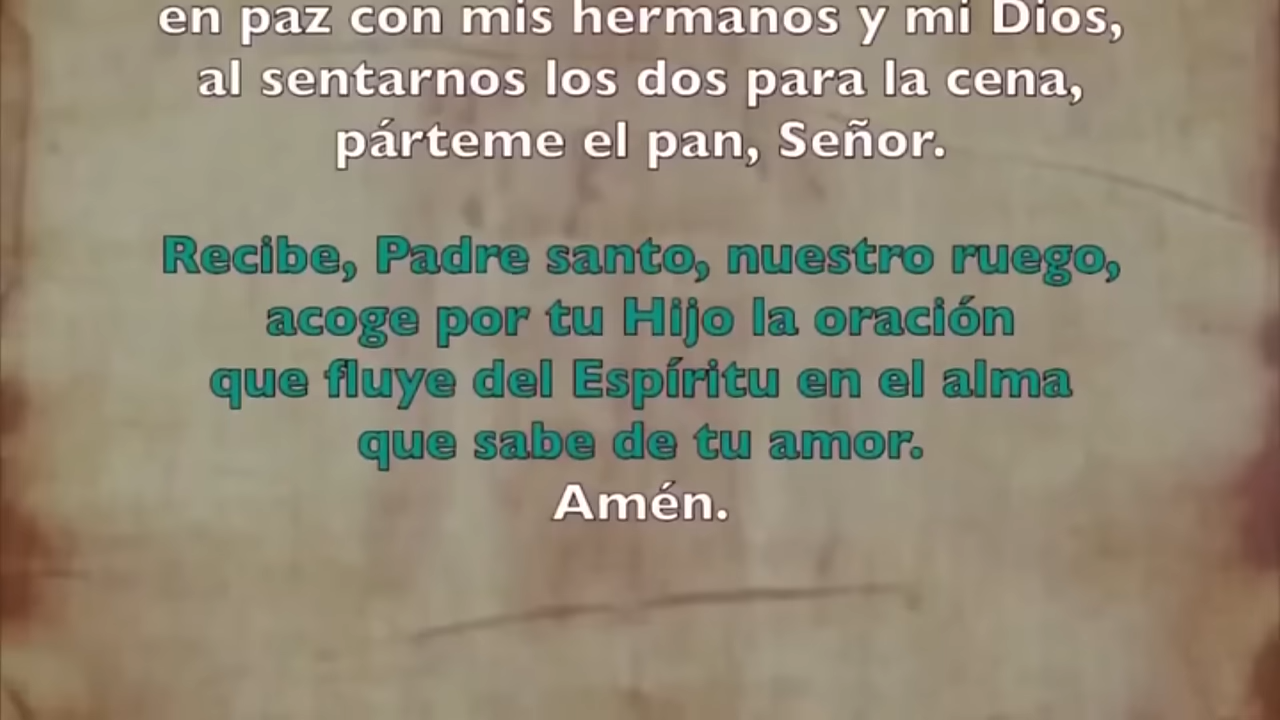 en paz con mis hermanos y mi Dios,
al sentarnos los dos para la cena,
párteme el pan, Señor.
Recibe, Padre santo, nuestro ruego,
acoge por tu Hijo la oración
que fluye del Espíritu en el alma
que sabe de tu amor.
Amén.